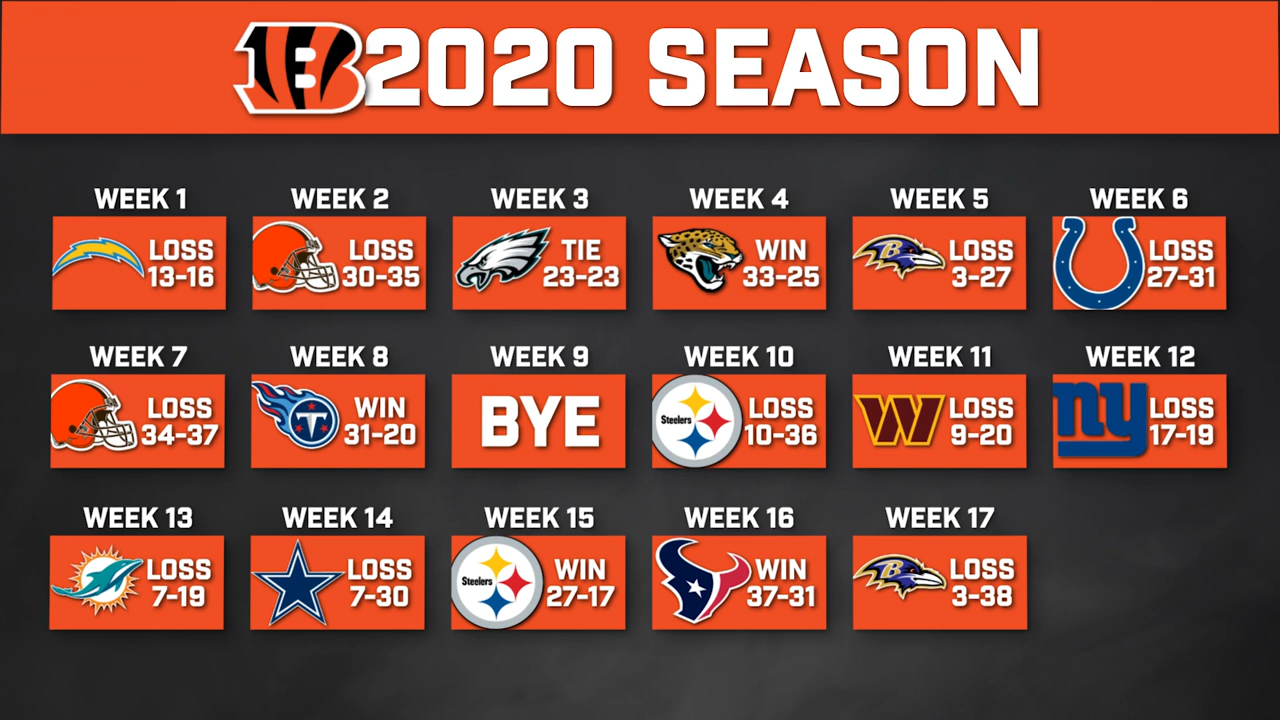 B 2020 SEASON
WEEK 1
LOSS
13-16
WEEK 2
LOSS
30-35
WEEK 3
TIE
23-23
WEEK 4
WIN
33-25
WEEK 5
B
LOSS
3-27
WEEK 6
LOSS
27-31
WEEK 7
LOSS
34-37
WEEK 8
T
WIN
31-20
WEEK 9
BYE
WEEK 10
Steelers
LOSS
10-36
WEEK 11
W
LOSS
9-20
WEEK 12
ny
LOSS
17-19
WEEK 13
LOSS
7-19
WEEK 14
LOSS
7-30
WEEK 15
Steelers
WIN
27-17
WEEK 16
WIN
37-31
WEEK 17
B
LOSS
3-38